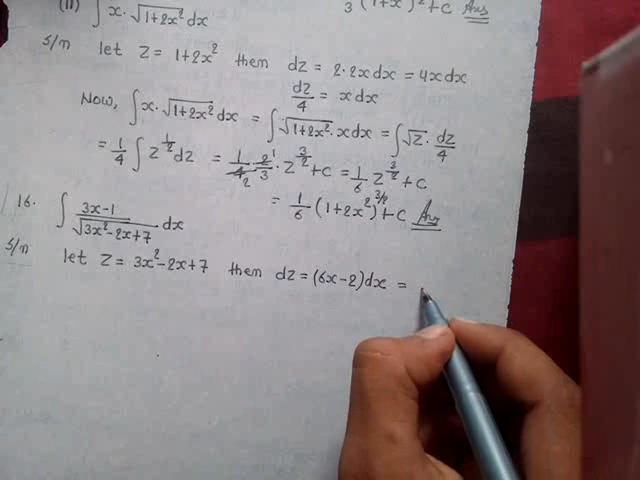 (ii) ∫ x·√(1+2x²) dx
3 (1+x)² + c Ans
S/n let Z = 1+2x² then dz = 2·2x dx = 4x dx
dz/4 = x dx
Now, ∫ x·√(1+2x²) dx = ∫ √(1+2x²)·x dx = ∫ √z · dz/4
= 1/4 ∫ z^(1/2) dz = 1/4 · 2/3 · z^(3/2) + c = 1/6 z^(3/2) + c
= 1/6 (1+2x²)^(3/2) + c Ans
16. ∫ (3x-1)/√(3x²-2x+7) dx
S/n let Z = 3x²-2x+7 then dz = (6x-2)dx =